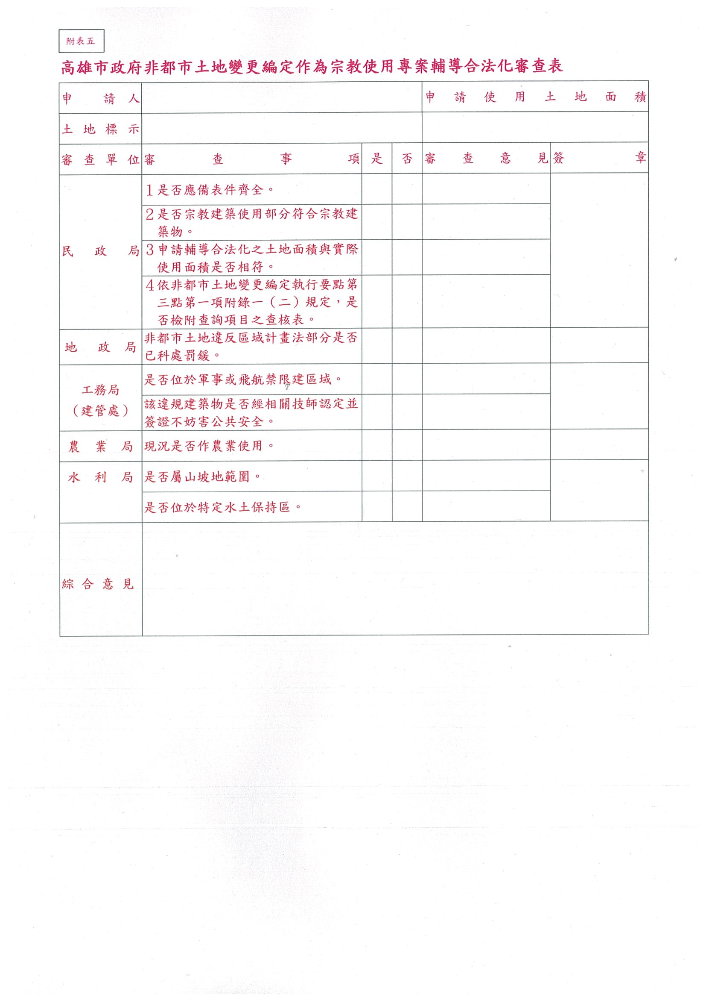 附表五
高雄市政府非都市土地變更編定作為宗教使用專案輔導合法化審查表
申請人
申請使用土地面積
土地標示
審查單位
審查事項
是
否
審查意見
簽章
民政局
1是否應備表件齊全。
2是否宗教建築使用部分符合宗教建
築物。
3申請輔導合法化之土地面積與實際
使用面積是否相符。
4依非都市土地變更編定執行要點第
三點第一項附錄一（二）規定，是
否檢附查詢項目之查核表。
地政局
非都市土地違反區域計畫法部分是否
已科處罰鍰。
工務局
（建管處）
是否位於軍事或飛航禁限建區域。
該違規建築物是否經相關技師認定並
簽證不妨害公共安全。
農業局
現況是否作農業使用。
水利局
是否屬山坡地範圍。
是否位於特定水土保持區。
綜合意見